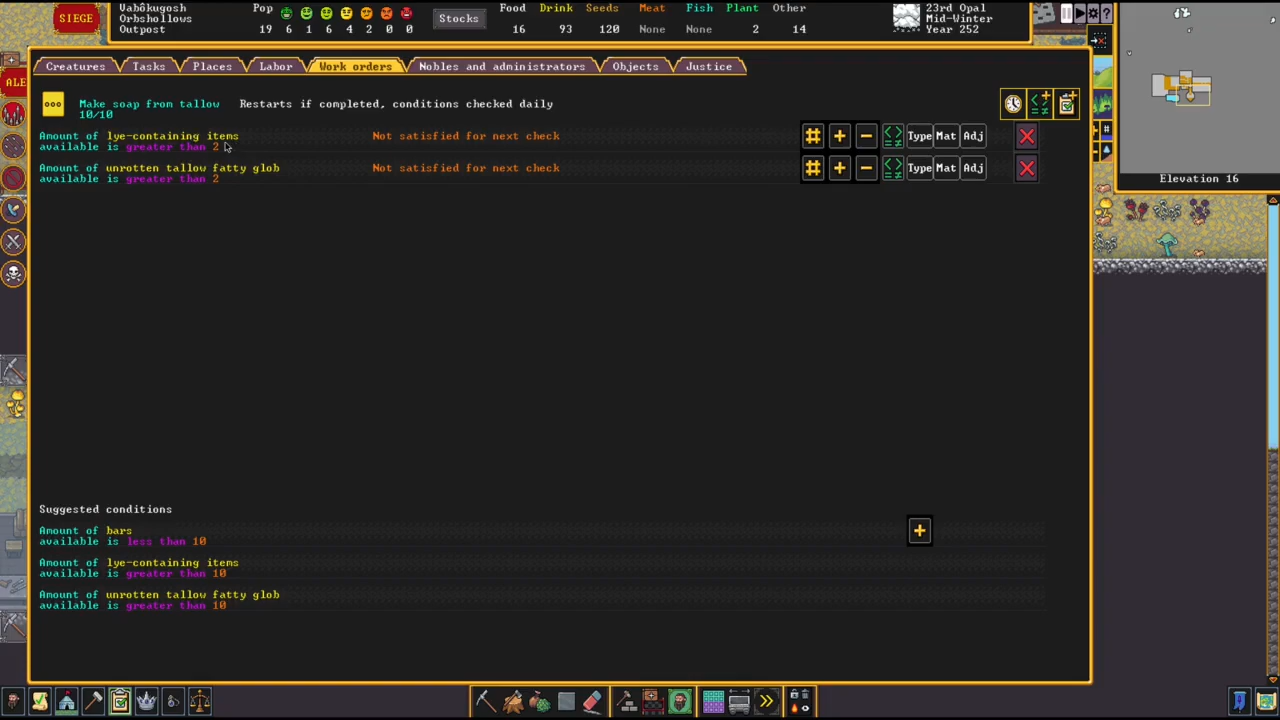 SIEGE
Uabôkugosh
Orbshollows
Outpost
Pop
19 6 1 6 4 2 0 0
Stocks
Food Drink Seeds Meat Fish Plant Other
16 93 120 None None 2 14
23rd Opal
Mid-Winter
Year 252
ALE
Creatures Tasks Places Labor Work orders Nobles and administrators Objects Justice
Make soap from tallow Restarts if completed, conditions checked daily
10/10
Amount of lye-containing items Not satisfied for next check
available is greater than 2
Type Mat Adj
Amount of unrotten tallow fatty glob Not satisfied for next check
available is greater than 2
Type Mat Adj
Elevation 16
Suggested conditions
Amount of bars
available is less than 10
Amount of lye-containing items
available is greater than 10
Amount of unrotten tallow fatty glob
available is greater than 10